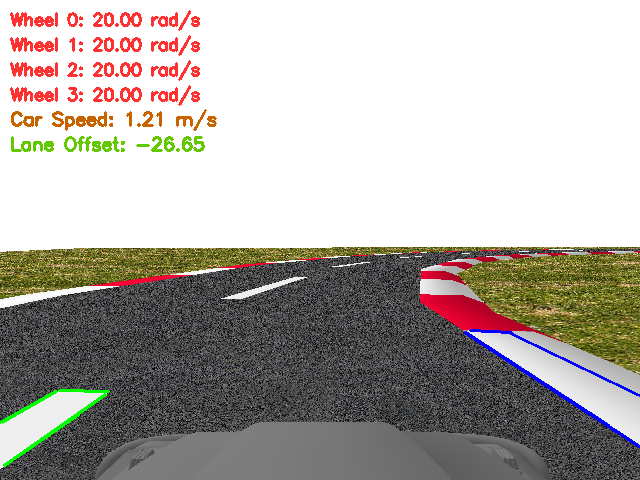 Wheel 0: 20.00 rad/s
Wheel 1: 20.00 rad/s
Wheel 2: 20.00 rad/s
Wheel 3: 20.00 rad/s
Car Speed: 1.21 m/s
Lane Offset: -26.65